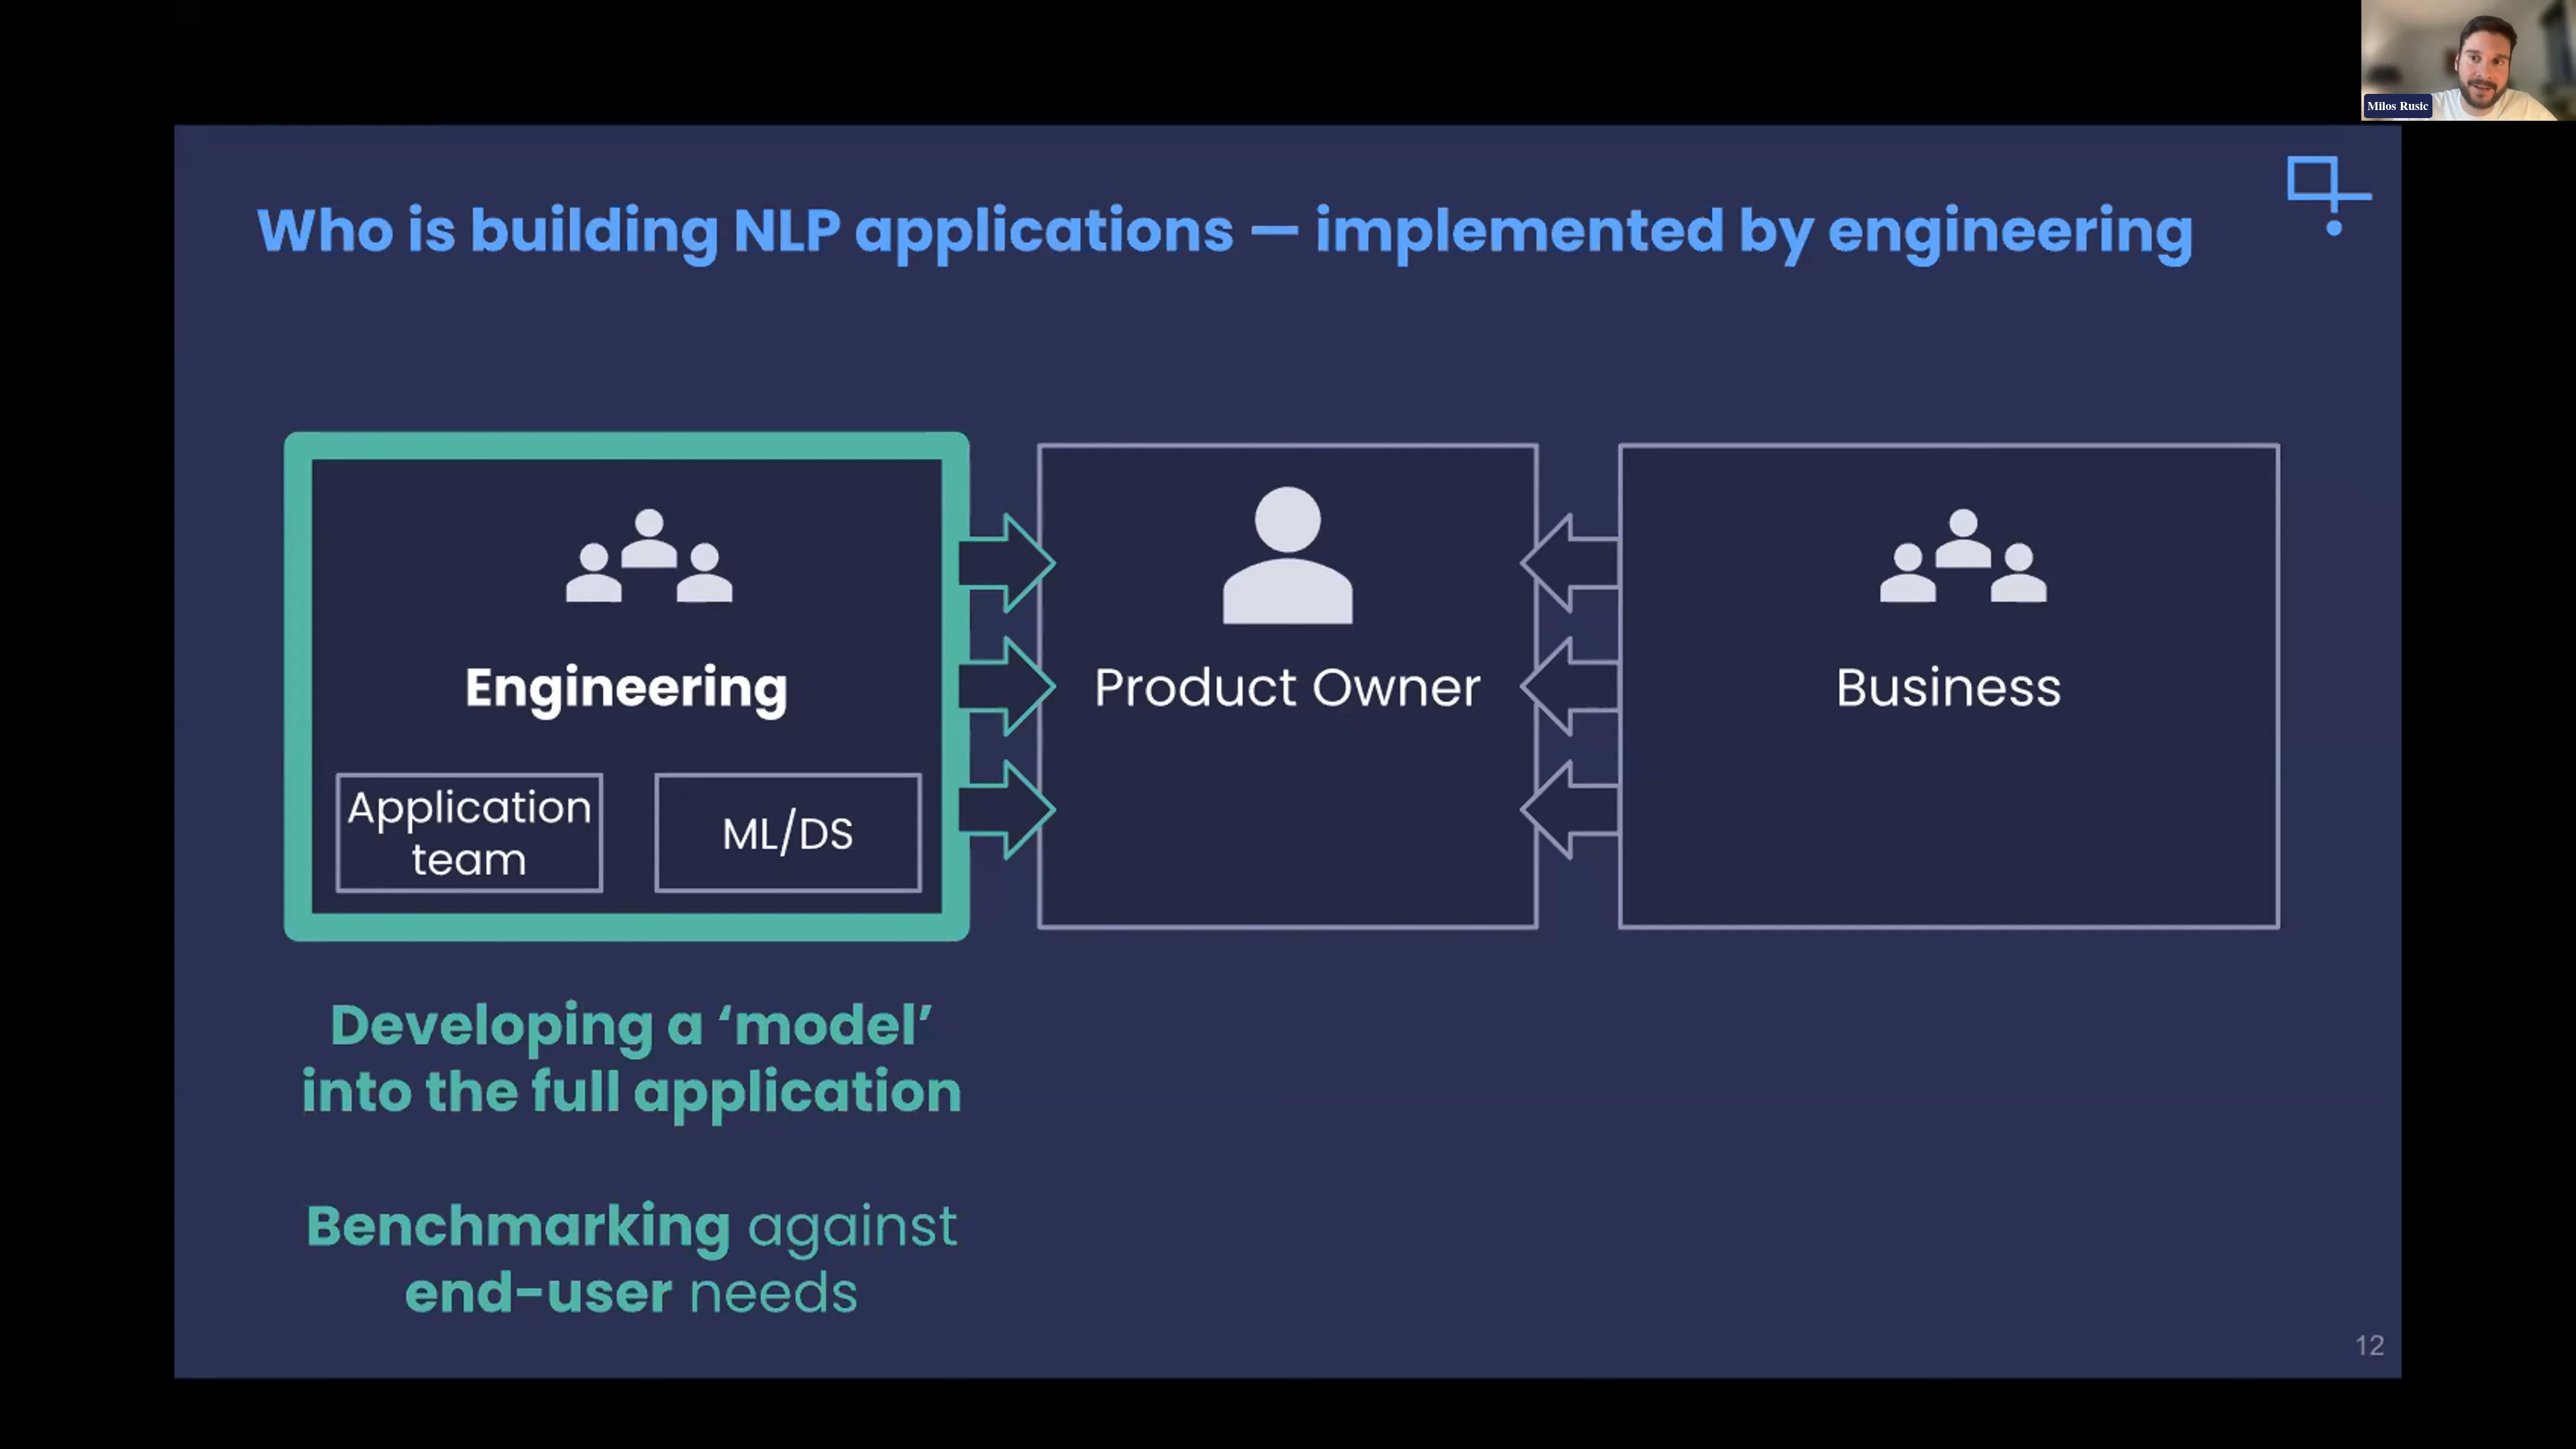 Milos Rusic
Who is building NLP applications — implemented by engineering
Engineering
Application
team
ML/DS
Product Owner
Business
Developing a ‘model’
into the full application
Benchmarking against
end-user needs
12